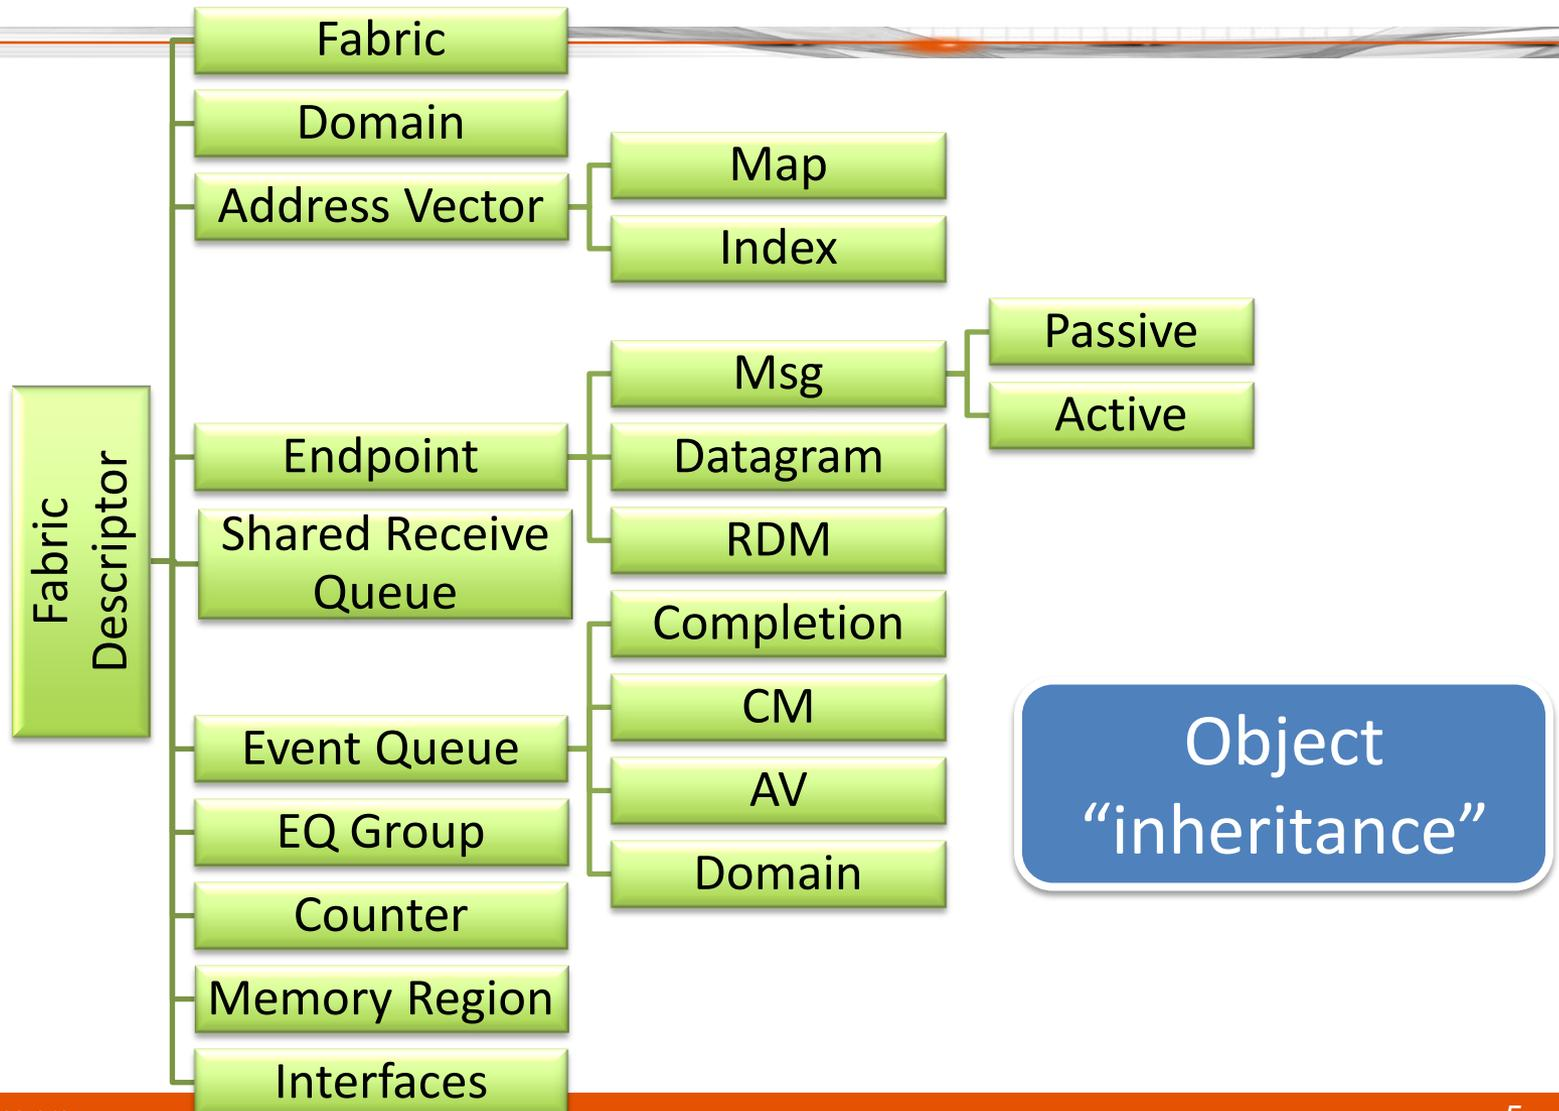 Fabric
Descriptor
Fabric
Domain
Address Vector
Map
Index
Endpoint
Msg
Passive
Active
Datagram
RDM
Shared Receive
Queue
Event Queue
Completion
CM
AV
Domain
EQ Group
Counter
Memory Region
Interfaces
Object
“inheritance”